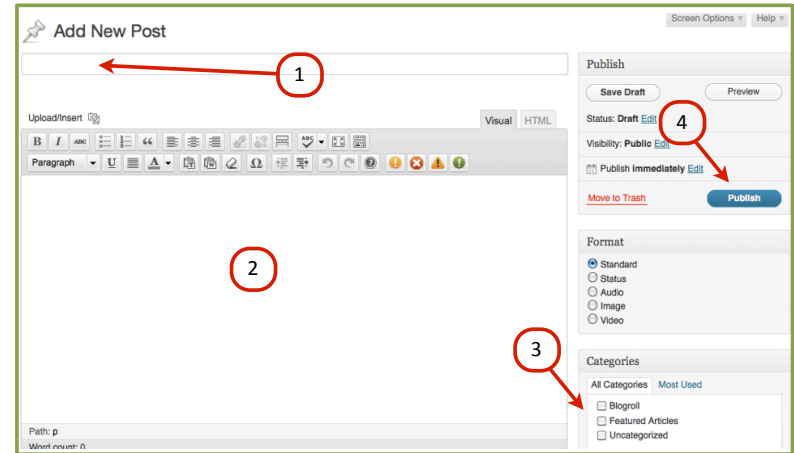 Screen Options Help
Add New Post
1
Upload/Insert
Visual HTML
B I ABC ABC
Paragraph U A T W Ω
2
Path: p
Word count: 0
Publish
Save Draft Preview
Status: Draft Edit
4
Visibility: Public Edit
Publish immediately Edit
Move to Trash Publish
Format
Standard
Status
Audio
Image
Video
3
Categories
All Categories Most Used
Blogroll
Featured Articles
Uncategorized